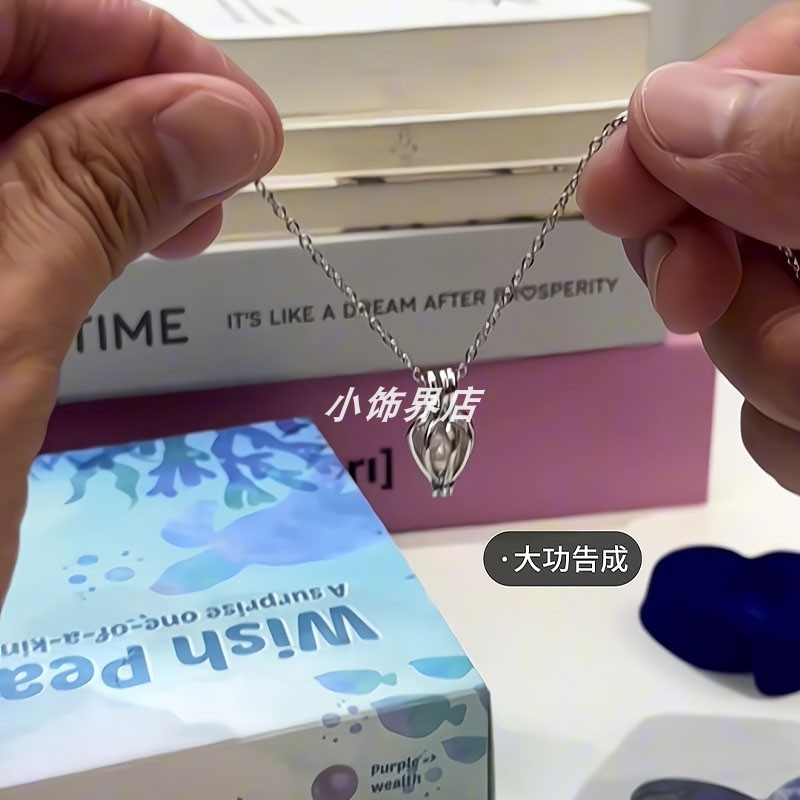 TIME
IT'S LIKE A DREAM AFTER PROSPERITY
小饰界店
rı]
·大功告成
A surprise one-of-a-kin
Wish Pea
Purple->
wealth